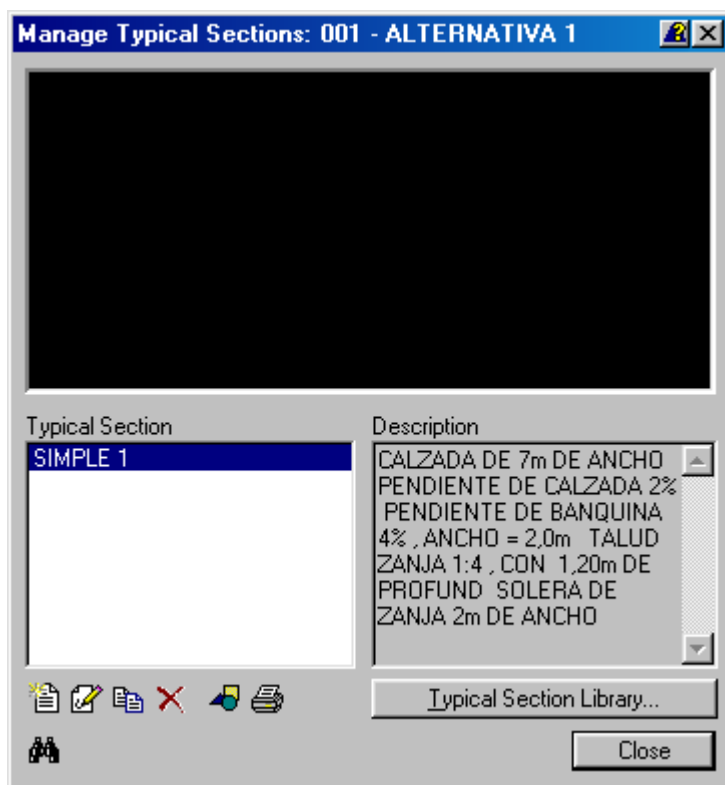 Manage Typical Sections: 001 - ALTERNATIVA 1
Typical Section
SIMPLE 1
Description
CALZADA DE 7m DE ANCHO
PENDIENTE DE CALZADA 2%
PENDIENTE DE BANQUINA
4% , ANCHO = 2,0m TALUD
ZANJA 1:4 , CON 1,20m DE
PROFUND SOLERA DE
ZANJA 2m DE ANCHO
Typical Section Library...
Close